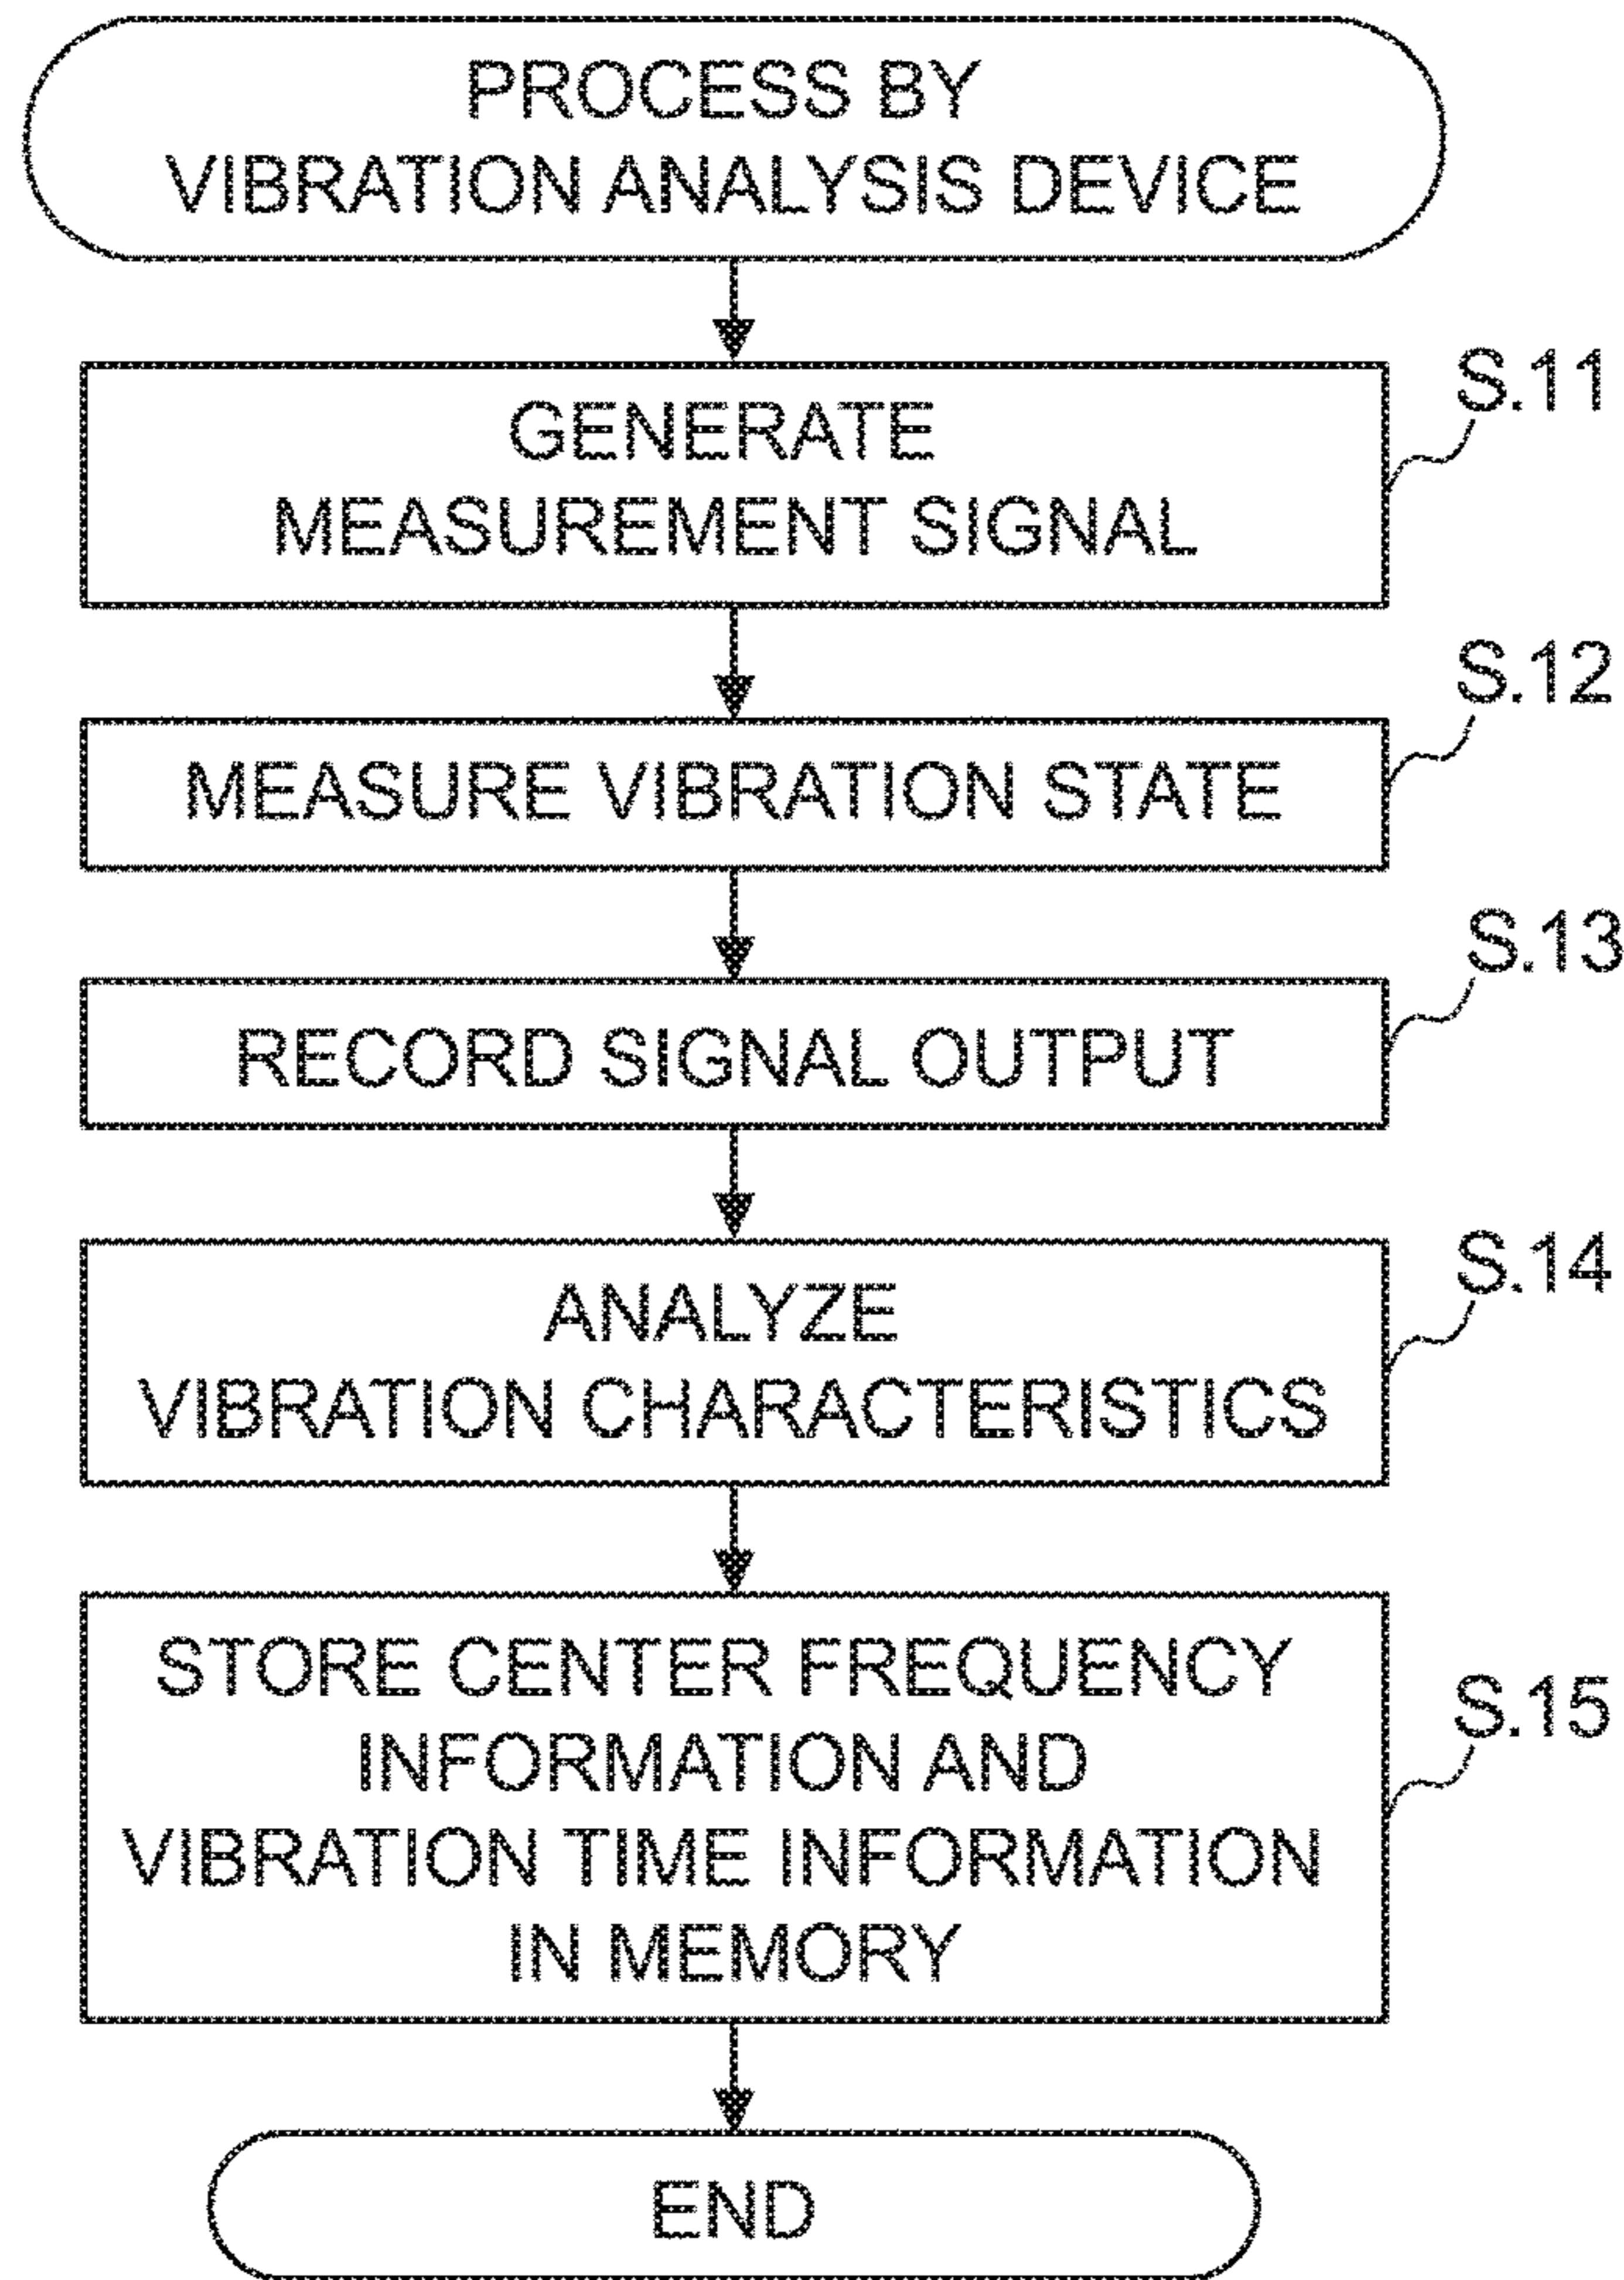 PROCESS BY
VIBRATION ANALYSIS DEVICE
S.11
GENERATE
MEASUREMENT SIGNAL
S.12
MEASURE VIBRATION STATE
S.13
RECORD SIGNAL OUTPUT
S.14
ANALYZE
VIBRATION CHARACTERISTICS
S.15
STORE CENTER FREQUENCY
INFORMATION AND
VIBRATION TIME INFORMATION
IN MEMORY
END